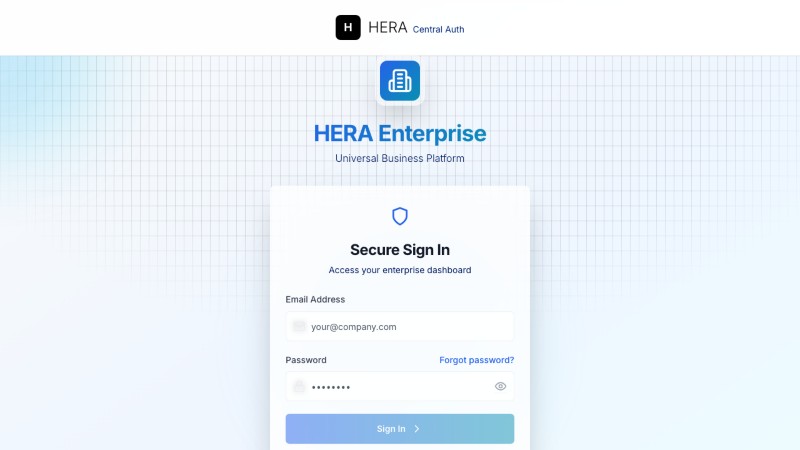 H HERA Central Auth
HERA Enterprise
Universal Business Platform
Secure Sign In
Access your enterprise dashboard
Email Address
your@company.com
Password Forgot password?
••••••••
Sign In